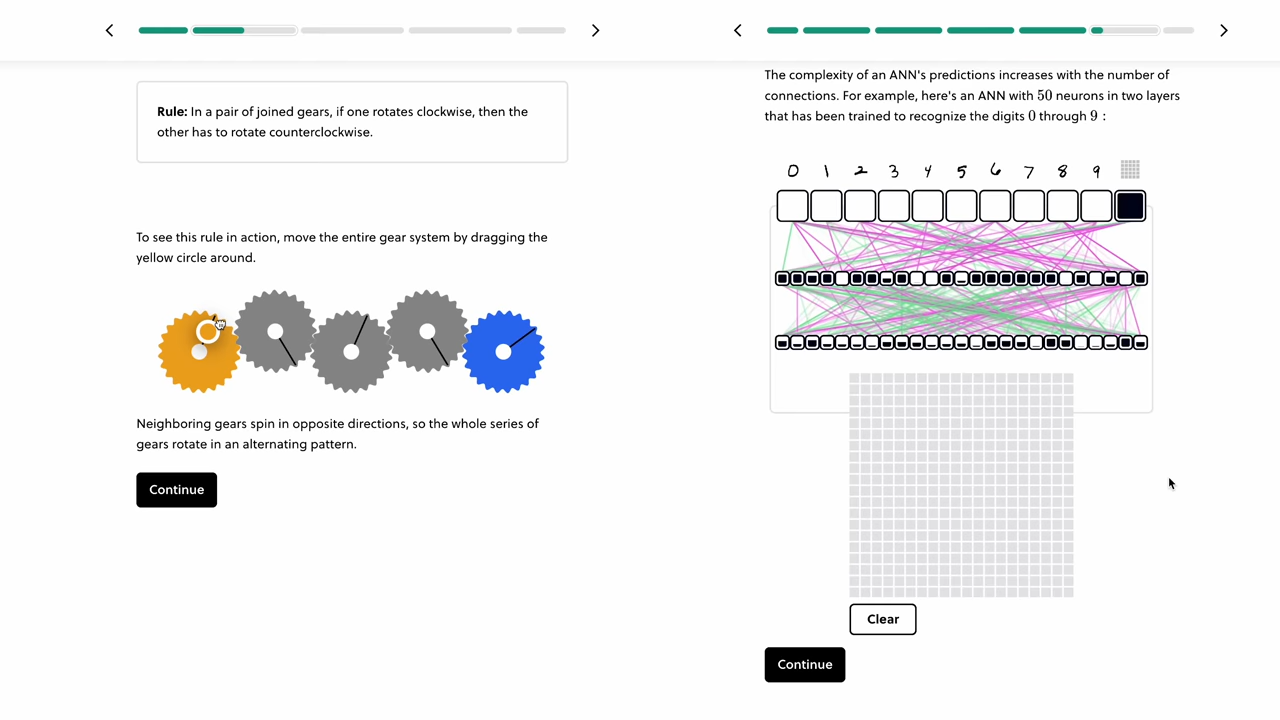 Rule: In a pair of joined gears, if one rotates clockwise, then the
other has to rotate counterclockwise.
To see this rule in action, move the entire gear system by dragging the
yellow circle around.
Neighboring gears spin in opposite directions, so the whole series of
gears rotate in an alternating pattern.
Continue
The complexity of an ANN's predictions increases with the number of
connections. For example, here's an ANN with 50 neurons in two layers
that has been trained to recognize the digits 0 through 9 :
0 1 2 3 4 5 6 7 8 9
Clear
Continue